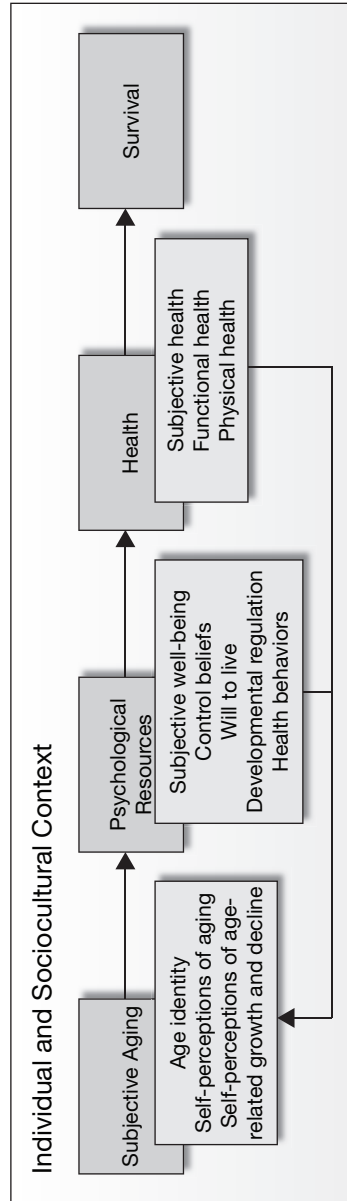 Individual and Sociocultural Context
Subjective Aging
Age identity
Self-perceptions of aging
Self-perceptions of age-
related growth and decline
Psychological
Resources
Subjective well-being
Control beliefs
Will to live
Developmental regulation
Health behaviors
Health
Subjective health
Functional health
Physical health
Survival